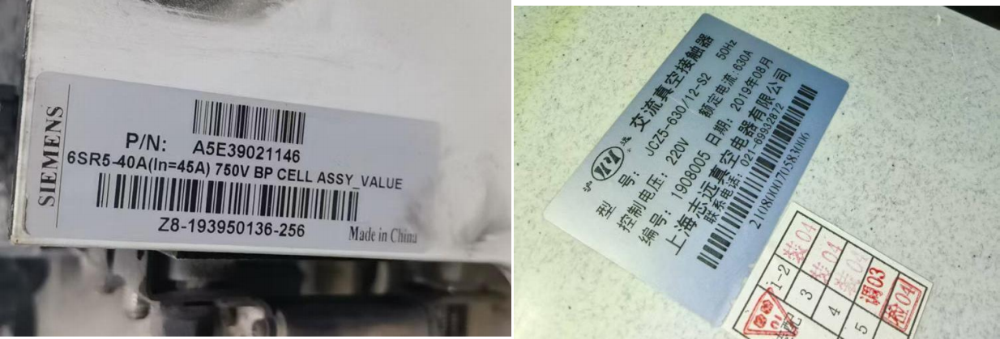 SIEMENS
P/N: A5E39021146
6SR5-40A(In=45A) 750V BP CELL ASSY_VALUE
Z8-193950136-256
Made in China
交流真空接触器
型 号: JCZ5-630/12-S2 50Hz
控制电压: 220V 额定电流: 630A
编号: 1908005 日期: 2019年08月
上海志远真空电器有限公司
联系电话: 021-69932872
210800070583006
1-2 装04
3 装04
4 装04
5 调03
检04